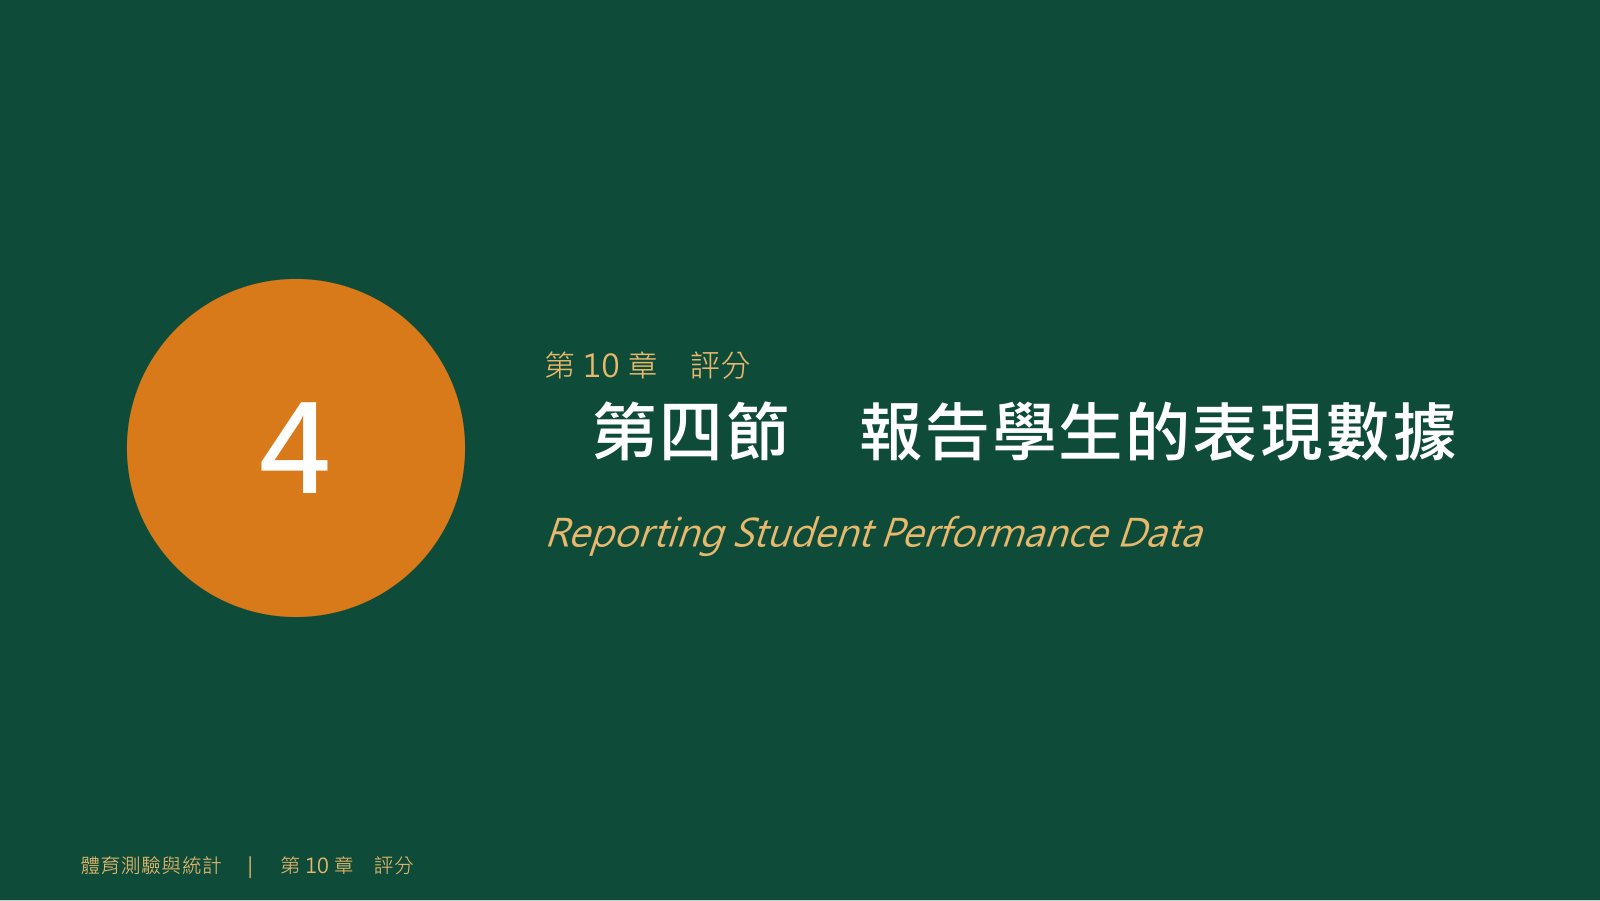 4
第 10 章　評分
第四節　報告學生的表現數據
Reporting Student Performance Data
體育測驗與統計　|　第 10 章　評分